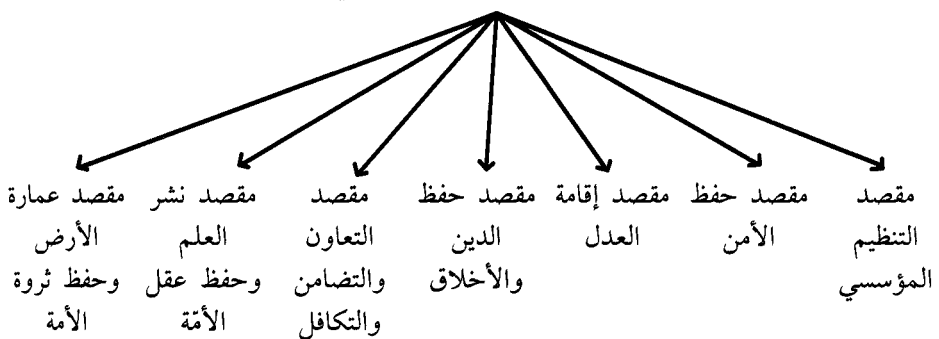 مقصد
التنظيم
المؤسسي
مقصد حفظ
الأمن
مقصد إقامة
العدل
مقصد حفظ
الدين
والأخلاق
مقصد
التعاون
والتضامن
والتكافل
مقصد نشر
العلم
وحفظ عقل
الأمّة
مقصد عمارة
الأرض
وحفظ ثروة
الأمة